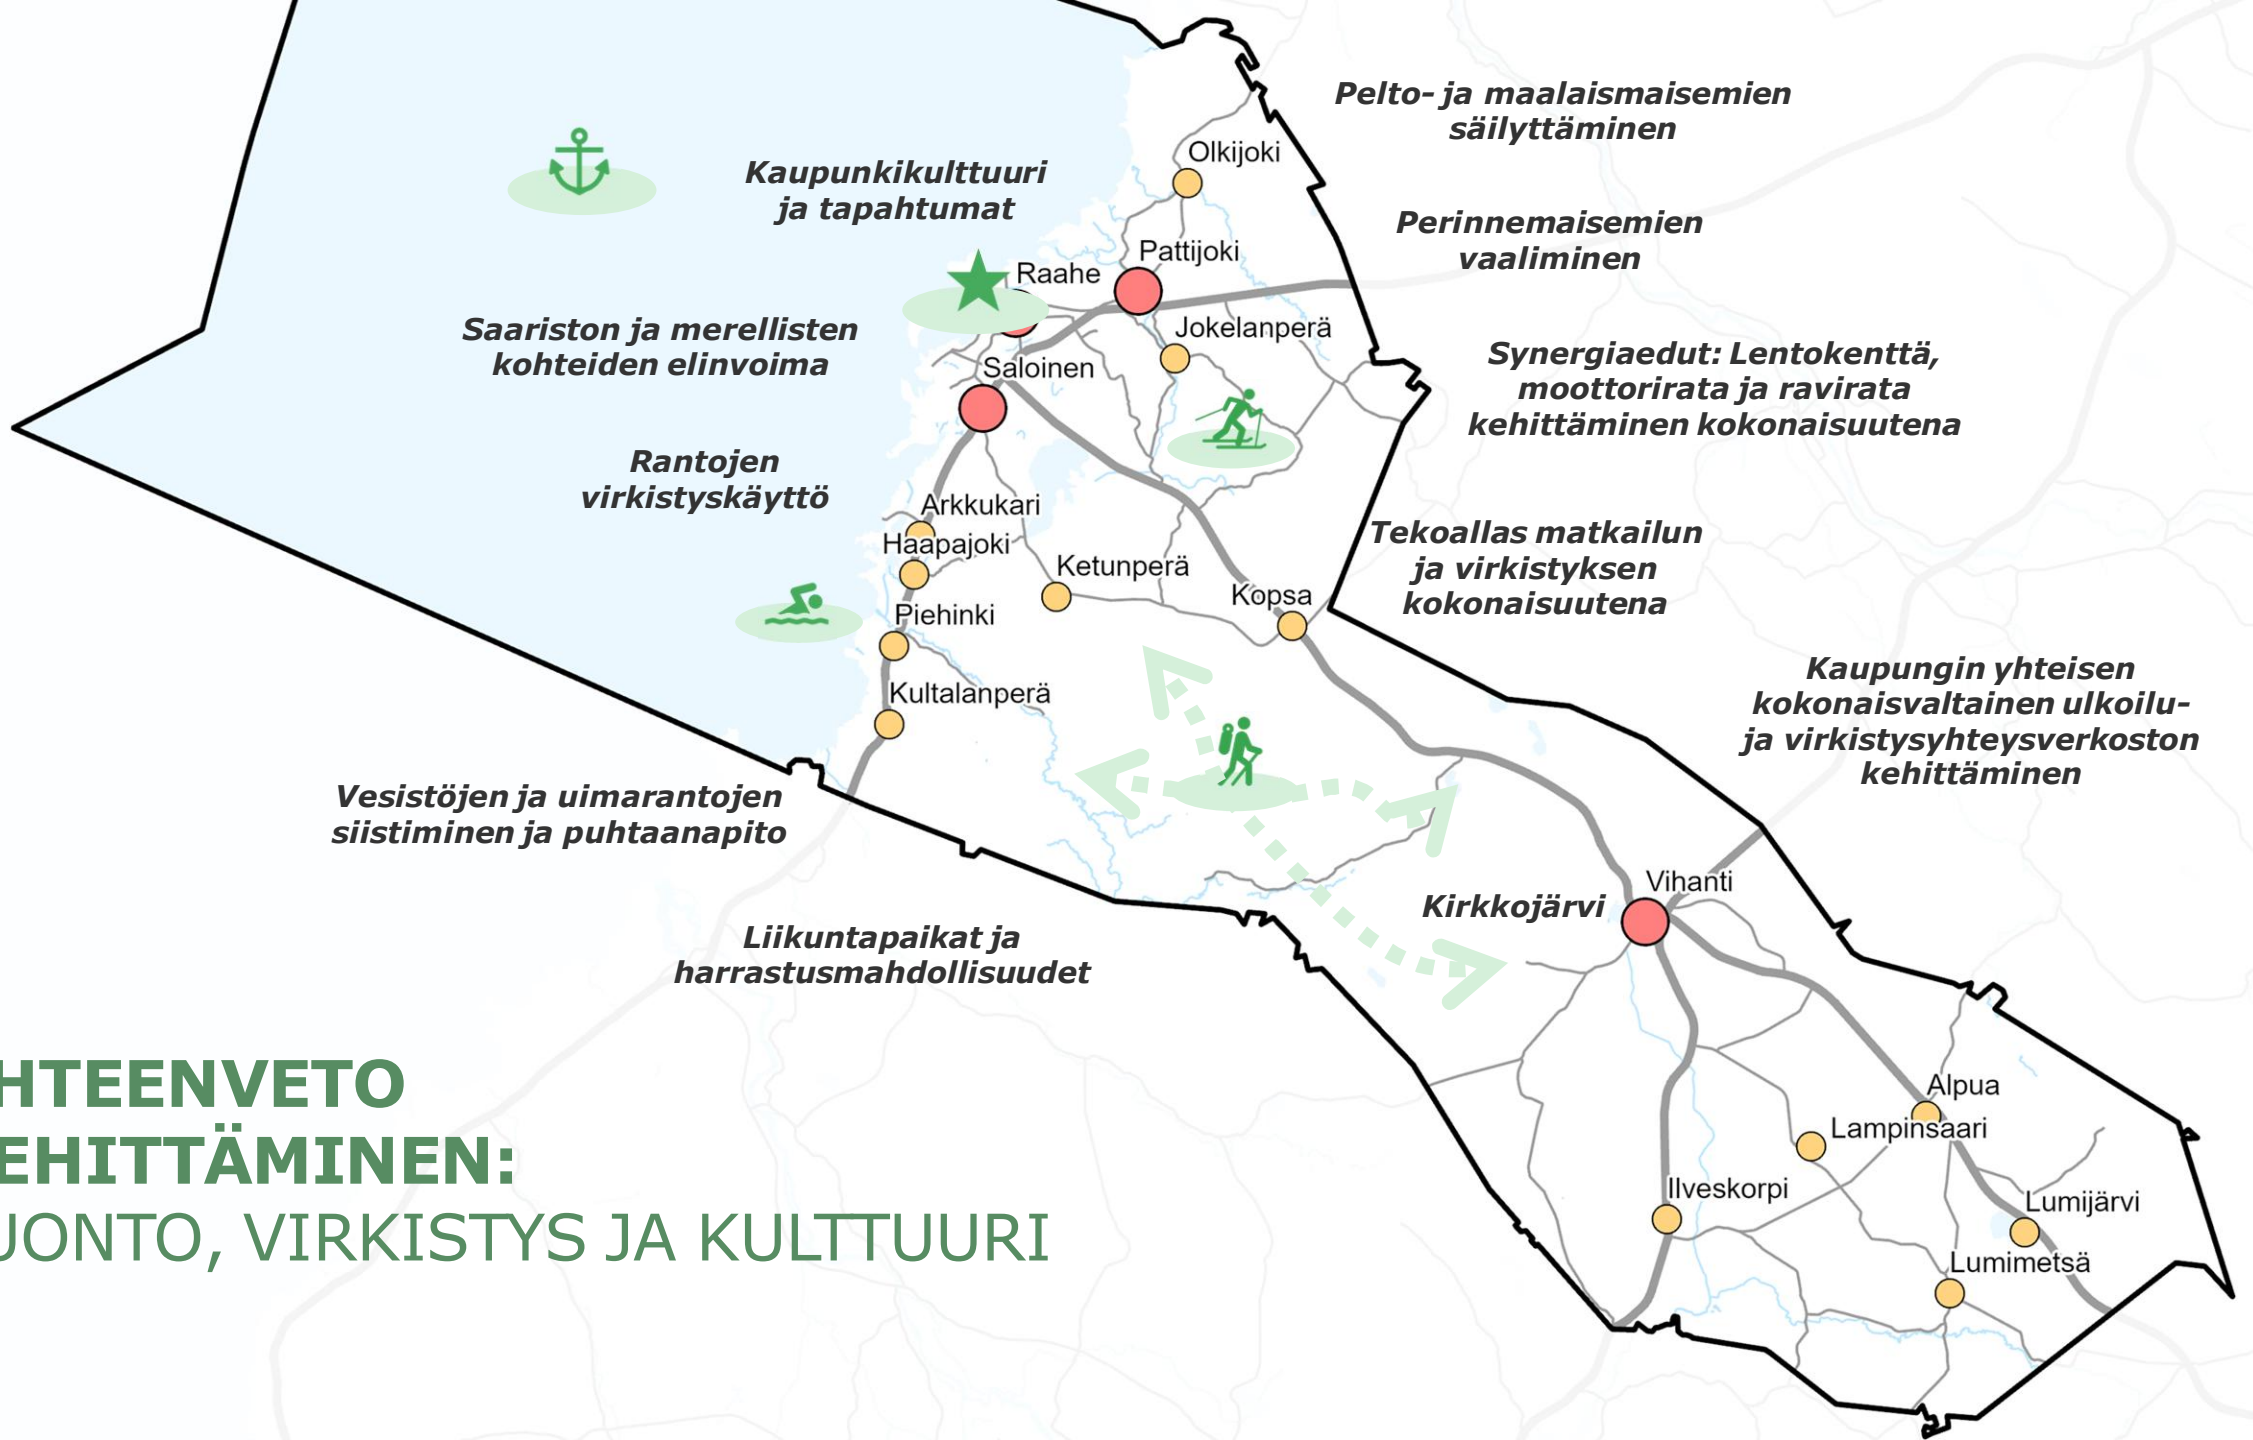 Pelto- ja maalaismaisemien
säilyttäminen
Olkijoki
Kaupunkikulttuuri
ja tapahtumat
Perinnemaisemien
vaaliminen
Pattijoki
Raahe
Saariston ja merellisten
kohteiden elinvoima
Jokelanperä
Synergiaedut: Lentokenttä,
moottorirata ja ravirata
kehittäminen kokonaisuutena
Saloinen
Rantojen
virkistyskäyttö
Arkkukari
Haapajoki
Tekoallas matkailun
ja virkistyksen
kokonaisuutena
Ketunperä
Kopsa
Piehinki
Kultalanperä
Kaupungin yhteisen
kokonaisvaltainen ulkoilu-
ja virkistysyhteysverkoston
kehittäminen
Vesistöjen ja uimarantojen
siistiminen ja puhtaanapito
Vihanti
Kirkkojärvi
Liikuntapaikat ja
harrastusmahdollisuudet
HTEENVETO
EHITTÄMINEN:
UONTO, VIRKISTYS JA KULTTUURI
Alpua
Lampinsaari
Ilveskorpi
Lumijärvi
Lumimetsä